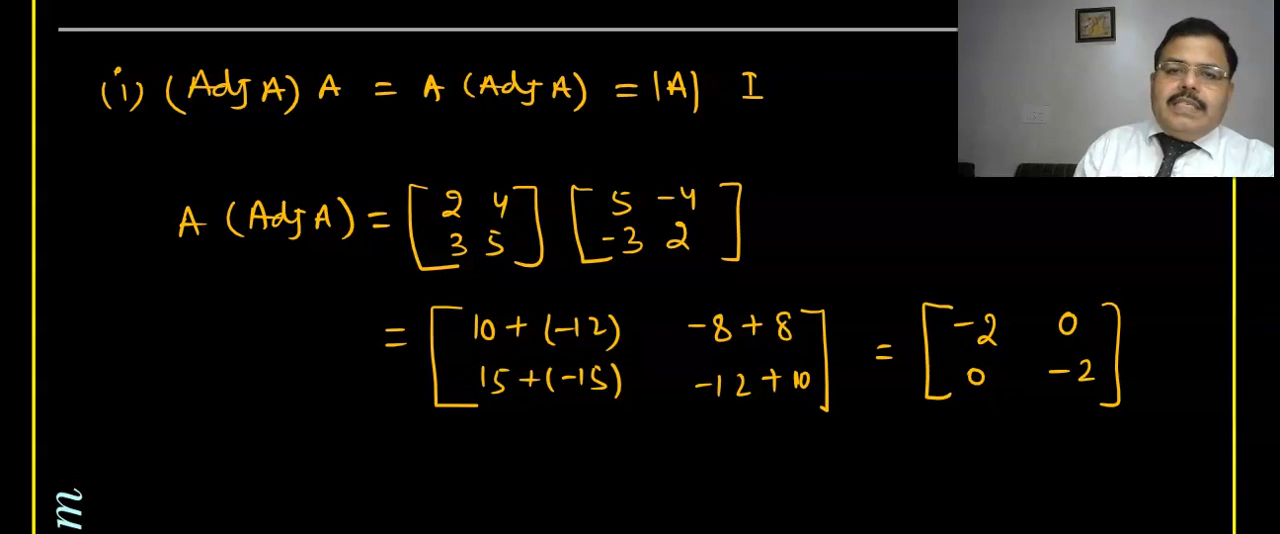 (i) (Adj A) A = A (Adj A) = |A| I
A (Adj A) = [2 4 3 5] [5 -4 -3 2]
= [10 + (-12) -8 + 8 15 + (-15) -12 + 10] = [-2 0 0 -2]
m